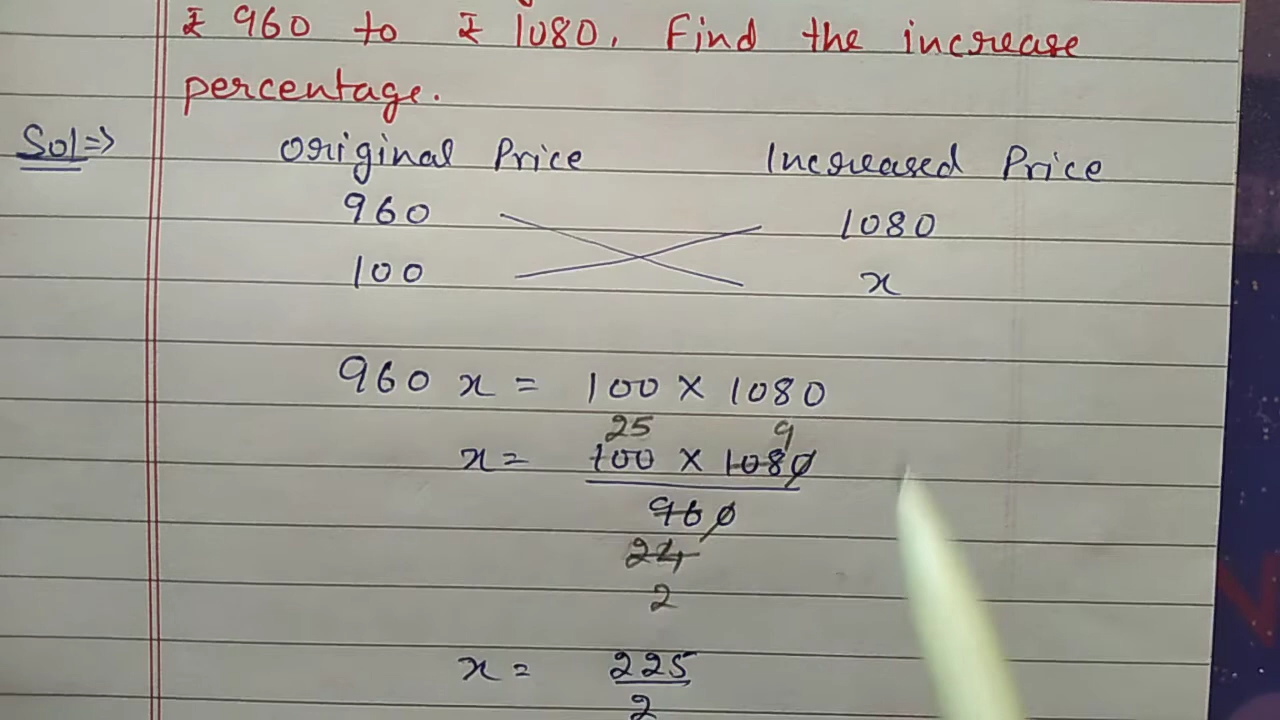 ₹ 960 to ₹ 1080. Find the increase
percentage.
Sol⇒ Original Price Increased Price
960 1080
100 x
960 x = 100 × 1080
25 9
x = 100 × 1080
960
24
2
x = 225
2